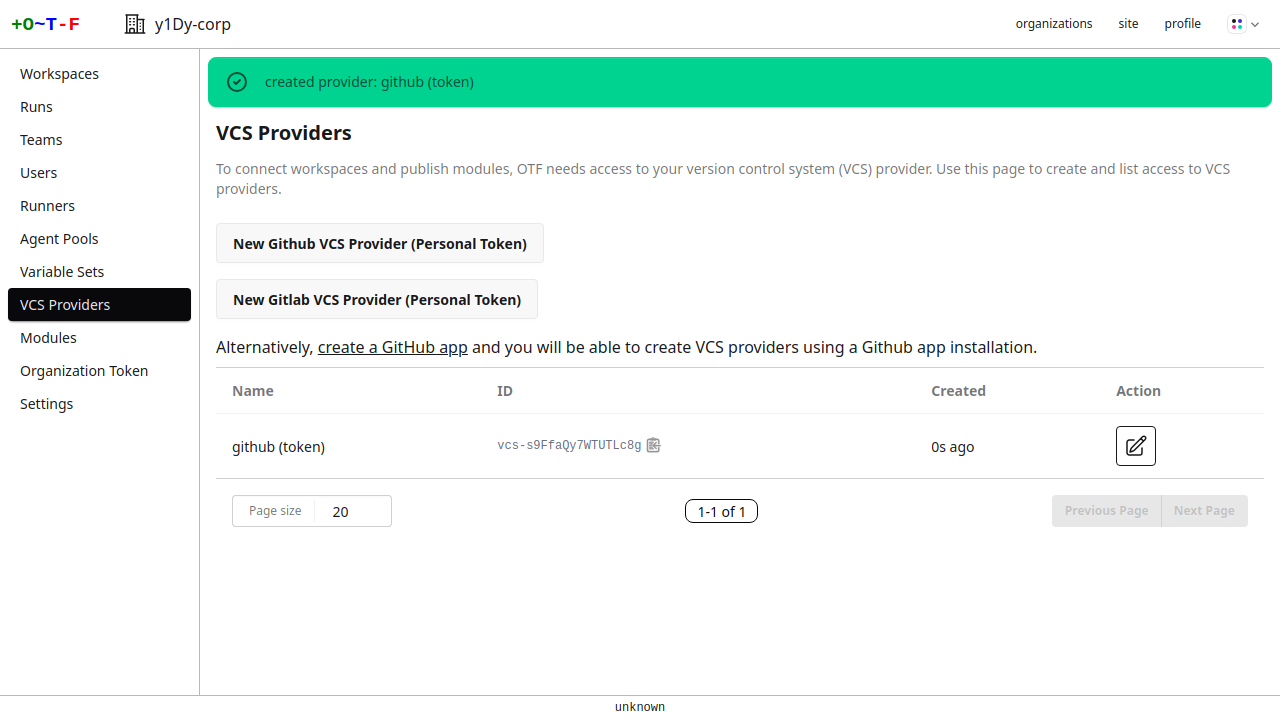 +O~T-F
y1Dy-corp
organizations
site
profile
Workspaces
Runs
Teams
Users
Runners
Agent Pools
Variable Sets
VCS Providers
Modules
Organization Token
Settings
created provider: github (token)
VCS Providers
To connect workspaces and publish modules, OTF needs access to your version control system (VCS) provider. Use this page to create and list access to VCS
providers.
New Github VCS Provider (Personal Token)
New Gitlab VCS Provider (Personal Token)
Alternatively, create a GitHub app and you will be able to create VCS providers using a Github app installation.
Name ID Created Action
github (token) vcs-s9FfaQy7WTUTLc8g 0s ago
Page size 20 1-1 of 1 Previous Page Next Page
unknown